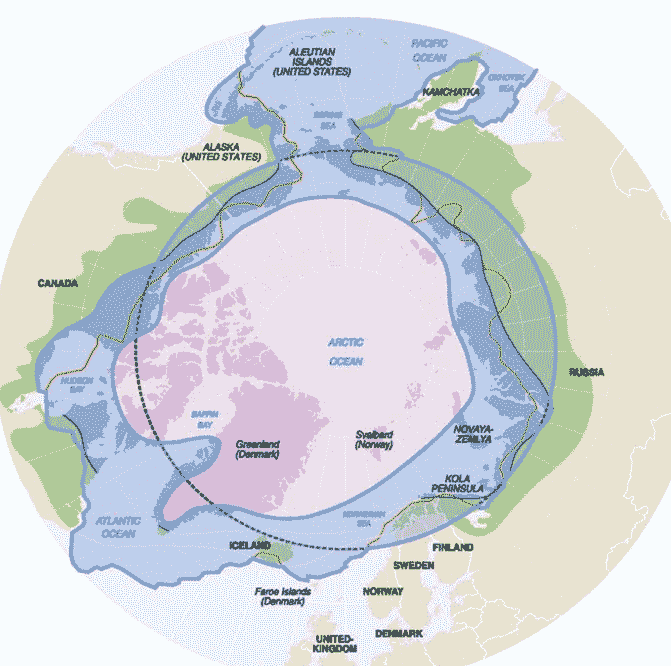 ALEUTIAN
ISLANDS
(UNITED STATES)
PACIFIC
OCEAN
OKHOTSK
SEA
KAMCHATKA
BERING
SEA
ALASKA
(UNITED STATES)
CANADA
ARCTIC
OCEAN
HUDSON
BAY
RUSSIA
BAFFIN
BAY
Greenland
(Denmark)
Svalbard
(Norway)
NOVAYA-
ZEMLYA
KOLA
PENINSULA
ATLANTIC
OCEAN
NORWEGIAN
SEA
ICELAND
FINLAND
SWEDEN
Faroe Islands
(Denmark)
NORWAY
DENMARK
UNITED-
KINGDOM